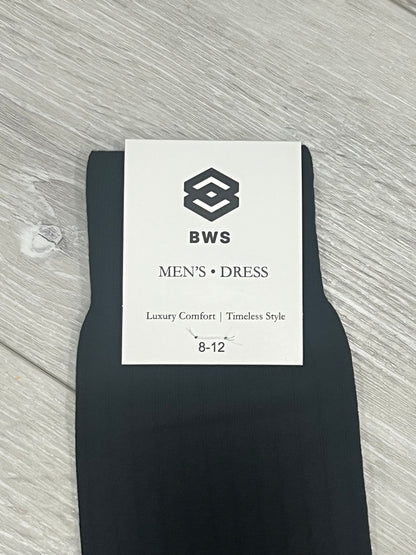 BWS
MEN'S • DRESS
Luxury Comfort | Timeless Style
8-12